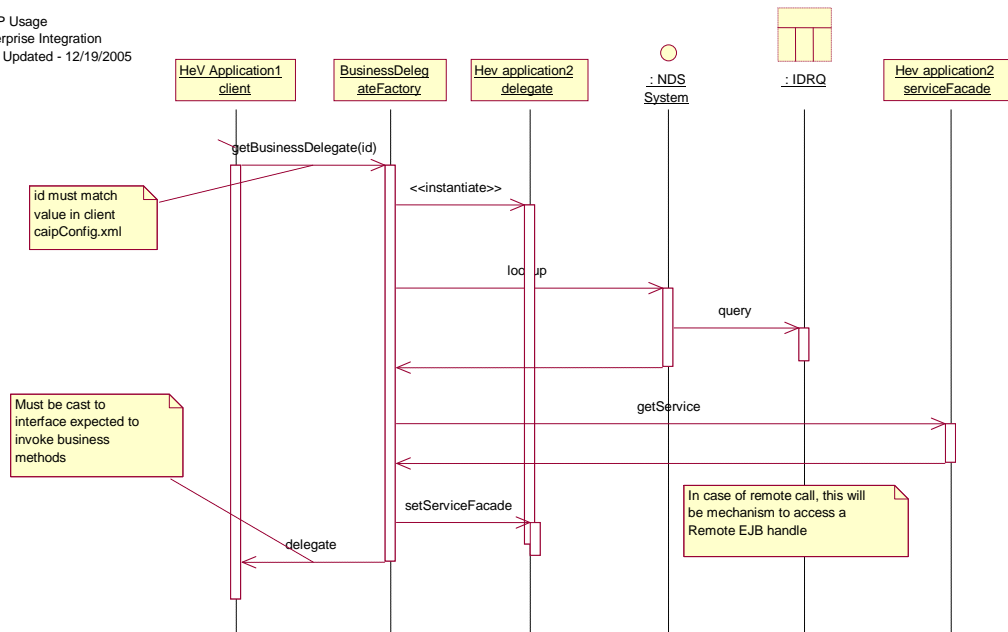 P Usage
erprise Integration
Updated - 12/19/2005
HeV Application1
client
BusinessDeleg
ateFactory
Hev application2
delegate
: NDS
System
: IDRQ
Hev application2
serviceFacade
getBusinessDelegate(id)
id must match
value in client
caipConfig.xml
<<instantiate>>
lookup
query
Must be cast to
interface expected to
invoke business
methods
getService
In case of remote call, this will
be mechanism to access a
Remote EJB handle
setServiceFacade
delegate